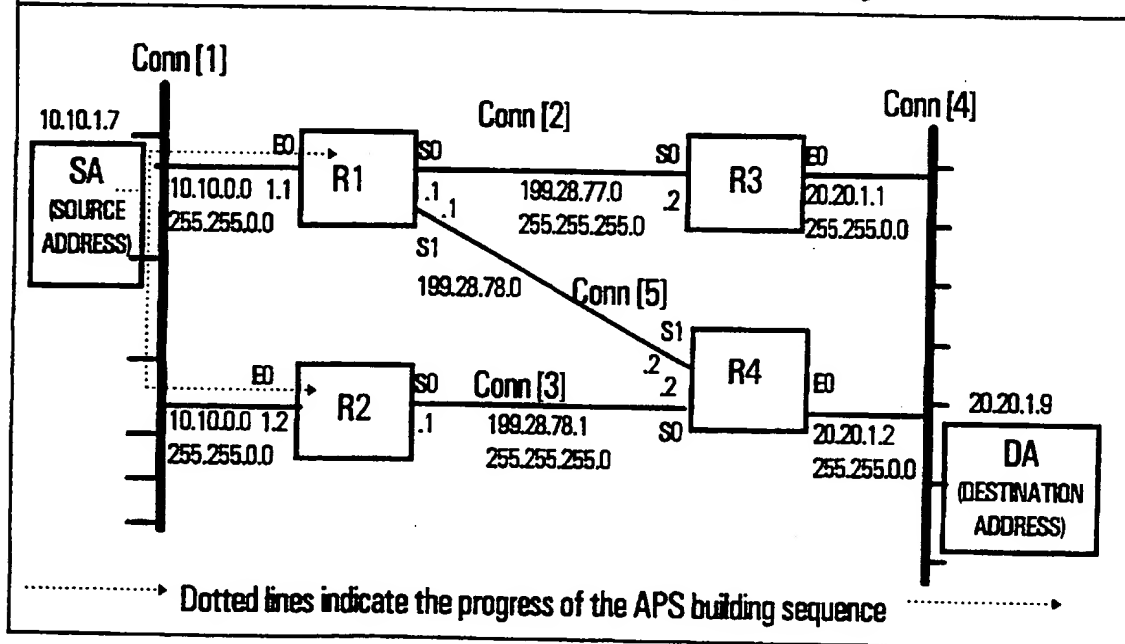 Conn [1]
10.10.1.7
SA
(SOURCE
ADDRESS)
E0
10.10.0.0 1.1
255.255.0.0
R1
S0
.1
.1
S1
199.28.78.0
Conn [2]
199.28.77.0
255.255.255.0
S0
.2
R3
E0
20.20.1.1
255.255.0.0
Conn [4]
Conn [5]
S1
.2
.2
S0
R4
E0
20.20.1.2
255.255.0.0
E0
10.10.0.0 1.2
255.255.0.0
R2
S0
.1
Conn [3]
199.28.78.1
255.255.255.0
20.20.1.9
DA
(DESTINATION
ADDRESS)
Dotted lines indicate the progress of the APS building sequence